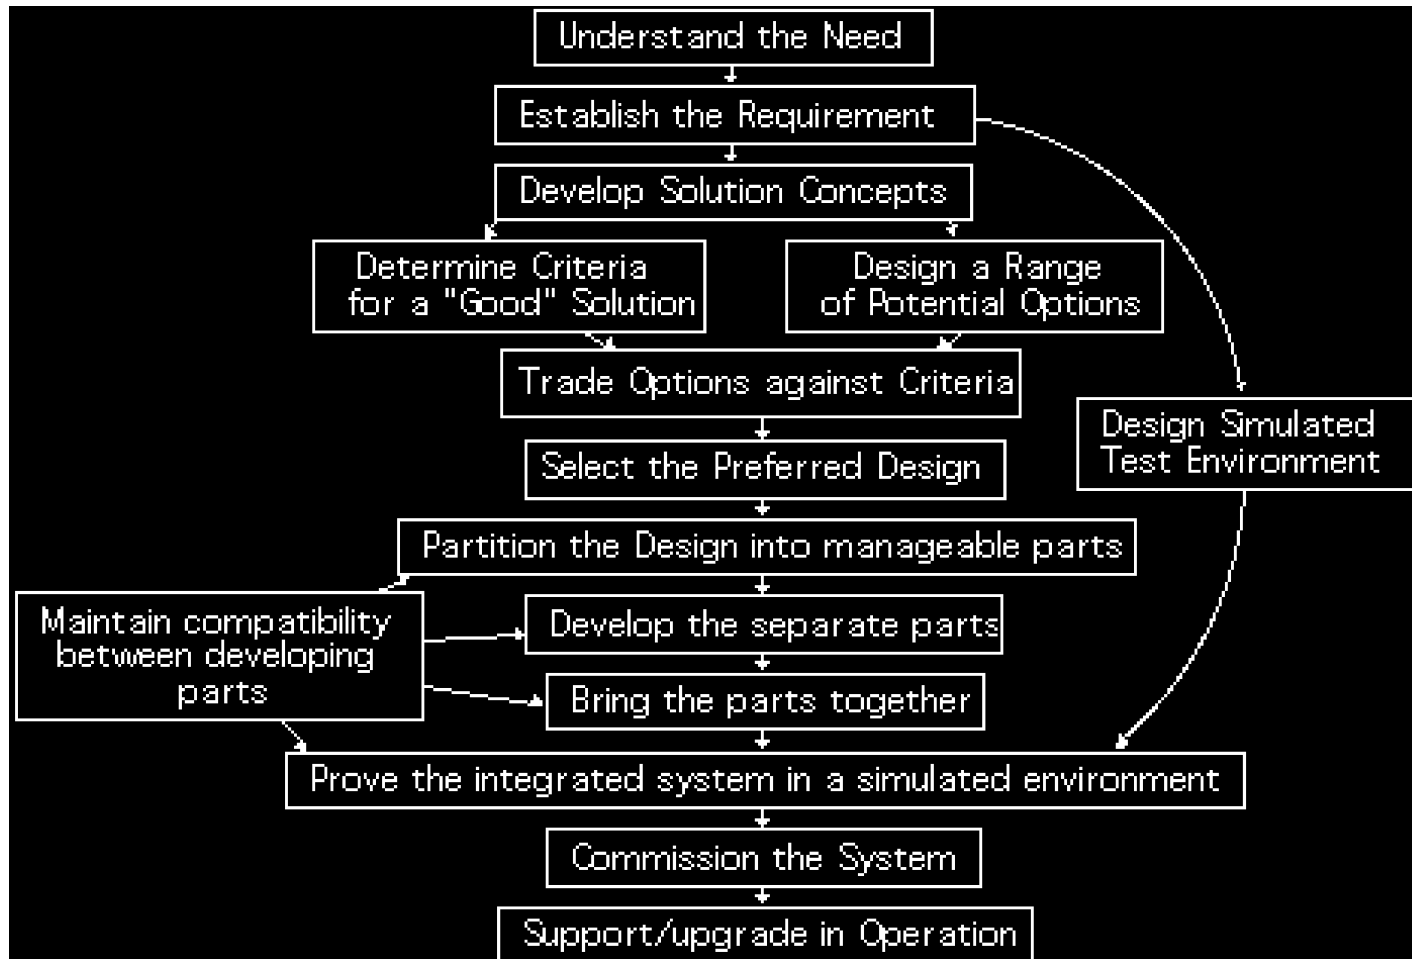 Understand the Need
Establish the Requirement
Develop Solution Concepts
Determine Criteria
for a "Good" Solution
Design a Range
of Potential Options
Trade Options against Criteria
Design Simulated
Test Environment
Select the Preferred Design
Partition the Design into manageable parts
Maintain compatibility
between developing
parts
Develop the separate parts
Bring the parts together
Prove the integrated system in a simulated environment
Commission the System
Support/upgrade in Operation